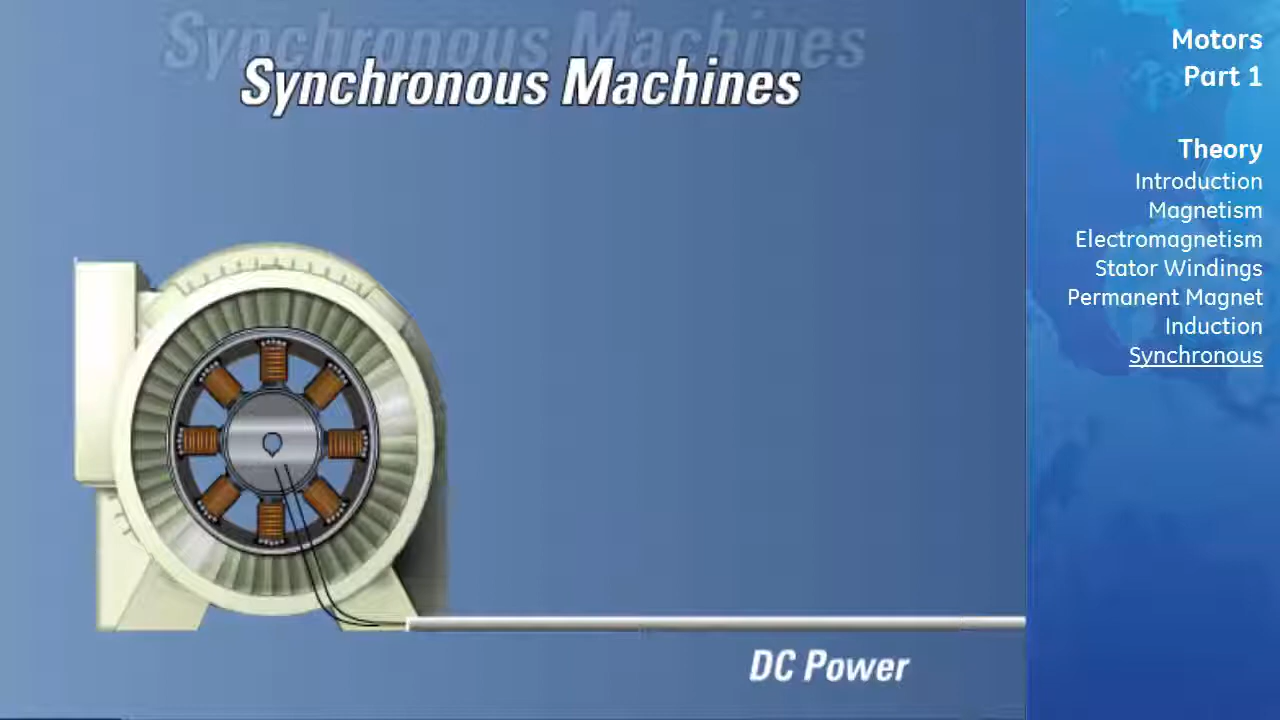 Synchronous Machines
Synchronous Machines
DC Power
Motors
Part 1
Theory
Introduction
Magnetism
Electromagnetism
Stator Windings
Permanent Magnet
Induction
Synchronous